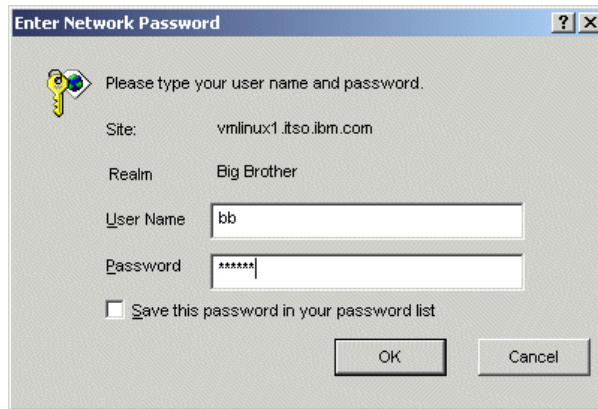 Enter Network Password
Please type your user name and password.
Site: vmlinux1.itso.ibm.com
Realm Big Brother
User Name bb
Password ******
Save this password in your password list
OK Cancel